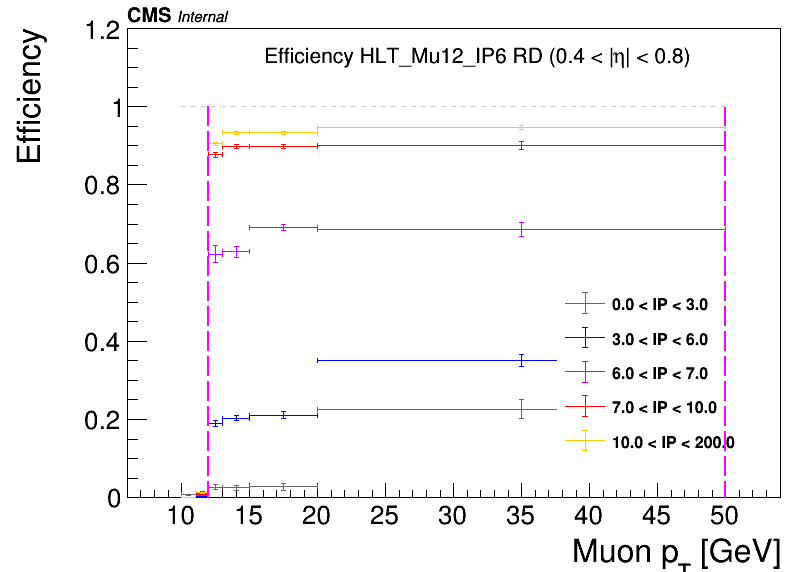 CMS Internal
Efficiency HLT_Mu12_IP6 RD (0.4 < |η| < 0.8)
Efficiency
1.2
1
0.8
0.6
0.4
0.2
0
0.0 < IP < 3.0
3.0 < IP < 6.0
6.0 < IP < 7.0
7.0 < IP < 10.0
10.0 < IP < 200.0
10 15 20 25 30 35 40 45 50
Muon p_T [GeV]